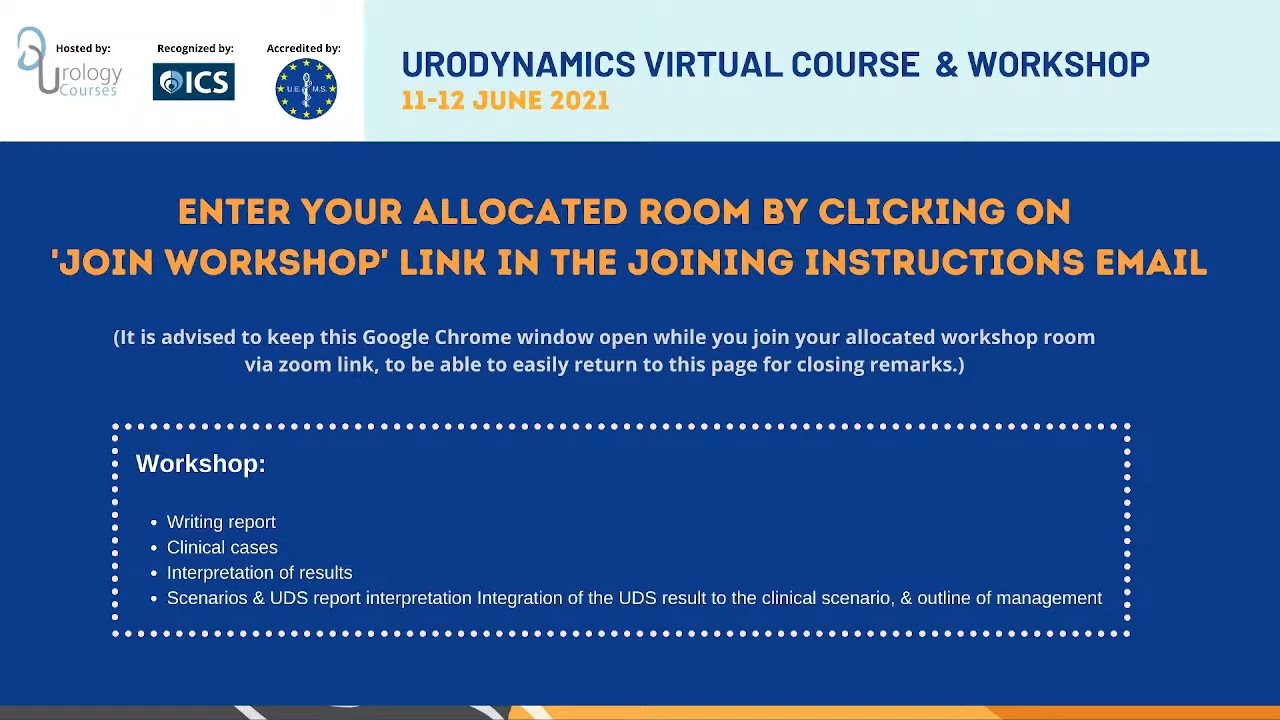 Hosted by:
Urology
Courses
Recognized by:
ICS
Accredited by:
U.E.M.S.
URODYNAMICS VIRTUAL COURSE & WORKSHOP
11-12 JUNE 2021
ENTER YOUR ALLOCATED ROOM BY CLICKING ON
'JOIN WORKSHOP' LINK IN THE JOINING INSTRUCTIONS EMAIL
(It is advised to keep this Google Chrome window open while you join your allocated workshop room
via zoom link, to be able to easily return to this page for closing remarks.)
Workshop:
• Writing report
• Clinical cases
• Interpretation of results
• Scenarios & UDS report interpretation Integration of the UDS result to the clinical scenario, & outline of management